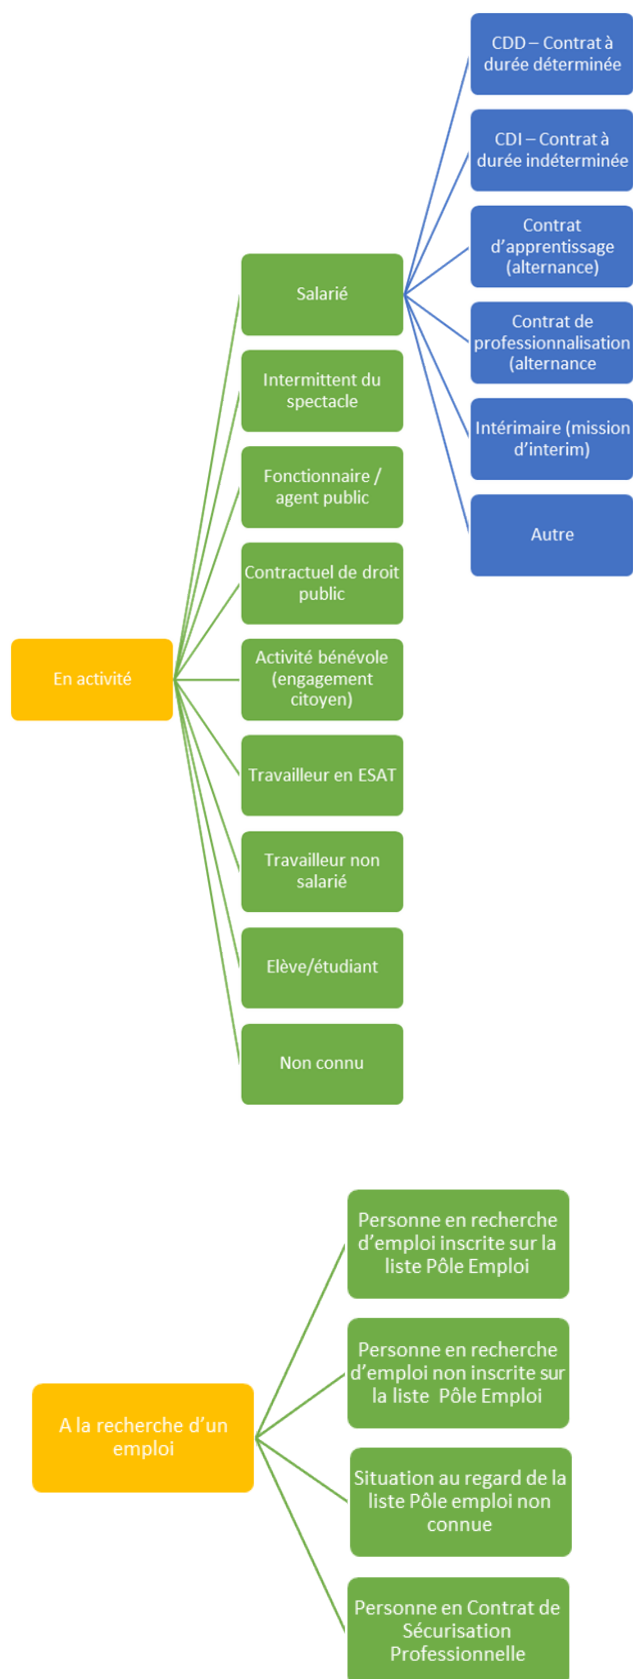 CDD – Contrat à
durée déterminée
CDI – Contrat à
durée indéterminée
Contrat
d'apprentissage
(alternance)
Contrat de
professionnalisation
(alternance
Intérimaire (mission
d'interim)
Autre
Salarié
Intermittent du
spectacle
Fonctionnaire /
agent public
Contractuel de droit
public
Activité bénévole
(engagement
citoyen)
Travailleur en ESAT
Travailleur non
salarié
Elève/étudiant
Non connu
En activité
Personne en recherche
d'emploi inscrite sur la
liste Pôle Emploi
Personne en recherche
d'emploi non inscrite sur
la liste Pôle Emploi
Situation au regard de la
liste Pôle emploi non
connue
Personne en Contrat de
Sécurisation
Professionnelle
A la recherche d'un
emploi